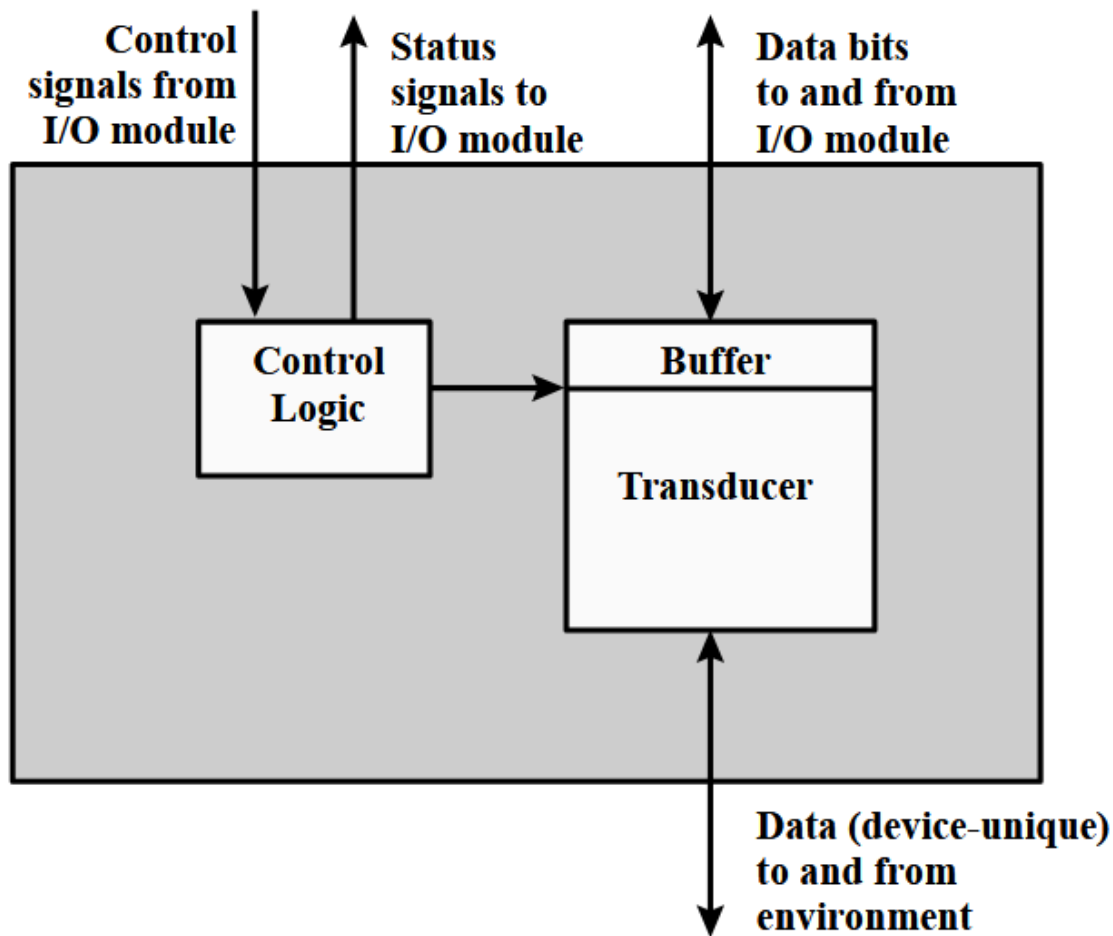 Control
signals from
I/O module
Status
signals to
I/O module
Data bits
to and from
I/O module
Control
Logic
Buffer
Transducer
Data (device-unique)
to and from
environment